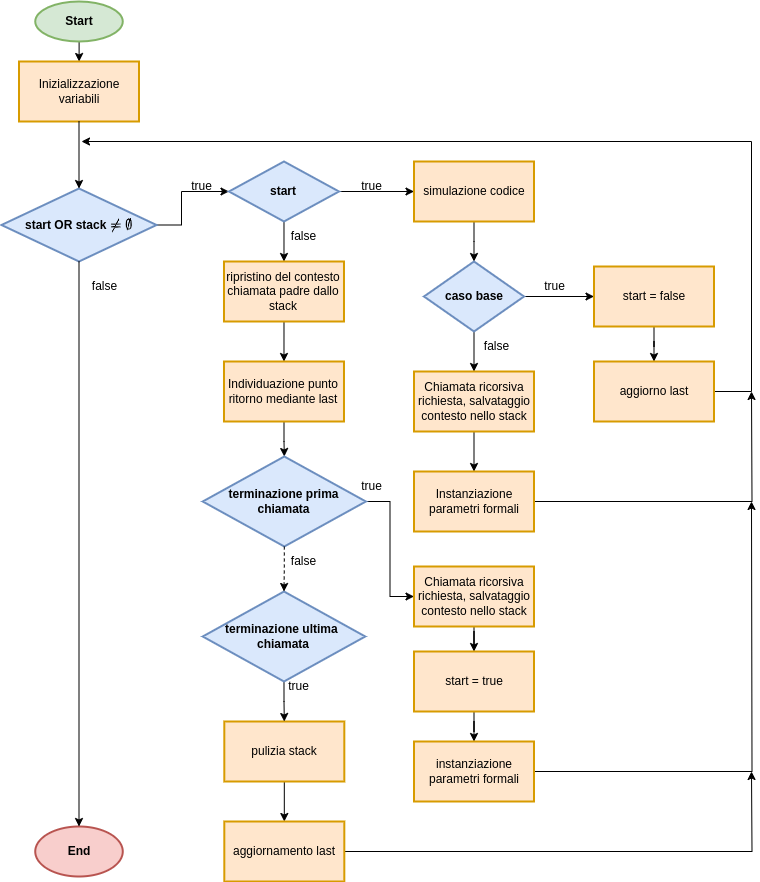 Start
Inizializzazione
variabili
start OR stack ≠ ∅
true
false
start
true
false
simulazione codice
ripristino del contesto
chiamata padre dallo
stack
caso base
true
false
start = false
aggiorno last
Individuazione punto
ritorno mediante last
Chiamata ricorsiva
richiesta, salvataggio
contesto nello stack
Instanziazione
parametri formali
terminazione prima
chiamata
true
false
Chiamata ricorsiva
richiesta, salvataggio
contesto nello stack
terminazione ultima
chiamata
true
start = true
pulizia stack
instanziazione
parametri formali
aggiornamento last
End